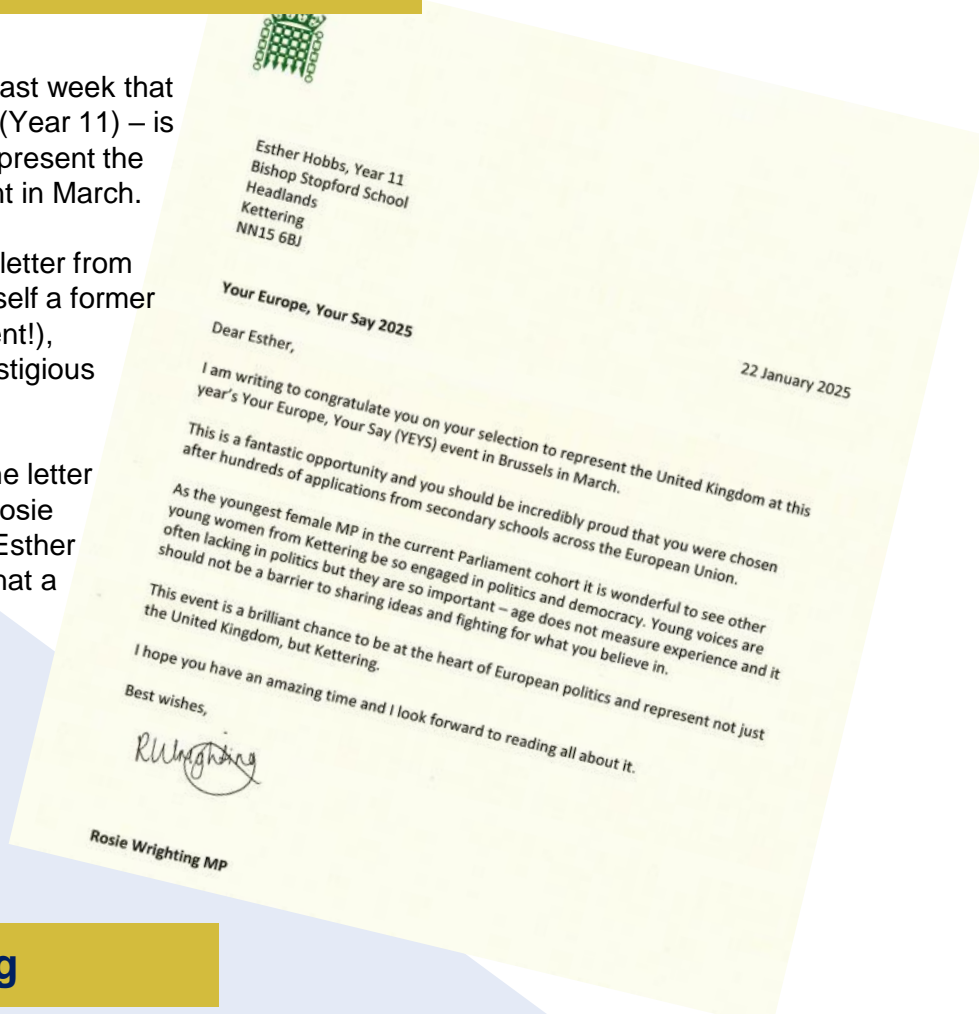 ast week that
(Year 11) – is
present the
nt in March.
letter from
self a former
ent!),
stigious
ne letter
osie
Esther
hat a
Esther Hobbs, Year 11
Bishop Stopford School
Headlands
Kettering
NN15 6BJ
Your Europe, Your Say 2025
22 January 2025
Dear Esther,
I am writing to congratulate you on your selection to represent the United Kingdom at this
year's Your Europe, Your Say (YEYS) event in Brussels in March.
This is a fantastic opportunity and you should be incredibly proud that you were chosen
after hundreds of applications from secondary schools across the European Union.
As the youngest female MP in the current Parliament cohort it is wonderful to see other
young women from Kettering be so engaged in politics and democracy. Young voices are
often lacking in politics but they are so important – age does not measure experience and it
should not be a barrier to sharing ideas and fighting for what you believe in.
This event is a brilliant chance to be at the heart of European politics and represent not just
the United Kingdom, but Kettering.
I hope you have an amazing time and I look forward to reading all about it.
Best wishes,
RWrighting
Rosie Wrighting MP
g